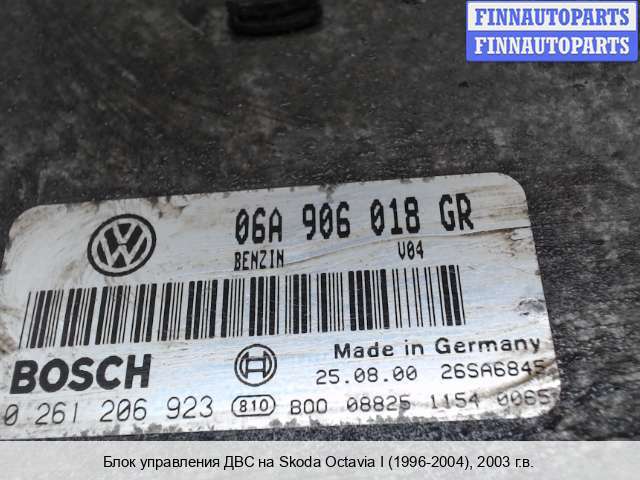 FINNAUTOPARTS
FINNAUTOPARTS
06A 906 018 GR
BENZIN V04
BOSCH
Made in Germany
25.08.00 26SA6845
0 261 206 923 810 B00 08825 1154 0065
Блок управления ДВС на Skoda Octavia I (1996-2004), 2003 г.в.